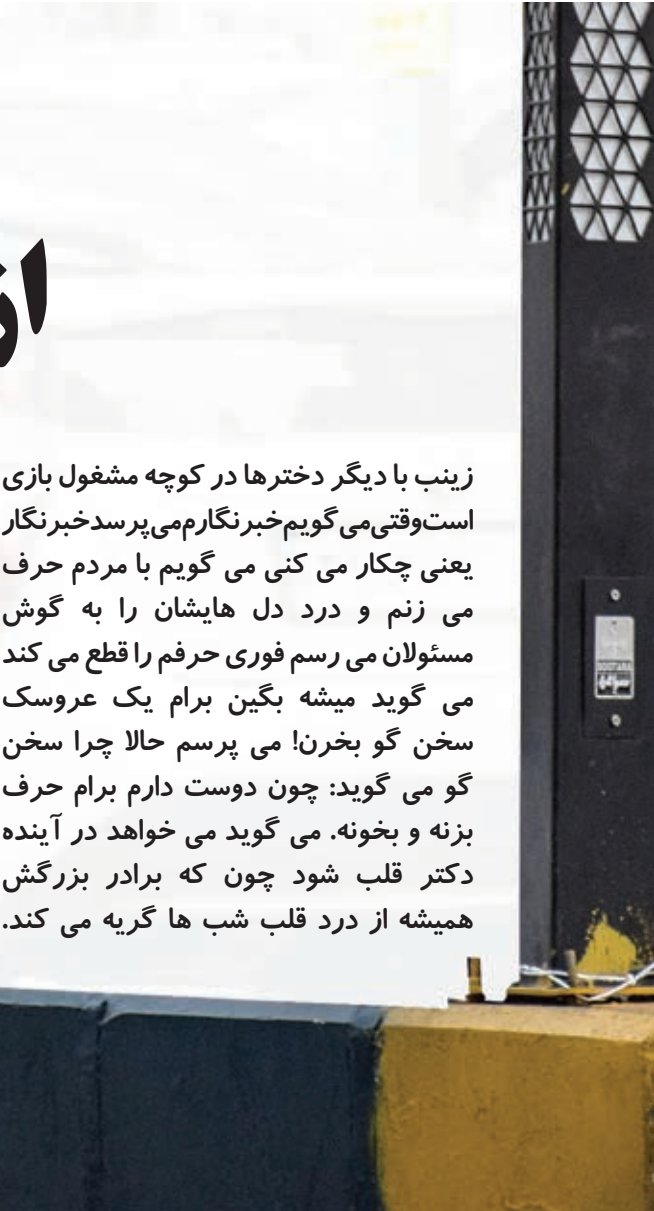 زینب با دیگر دخترها در کوچه مشغول بازی
است‌وقتی‌می‌گویم‌خبرنگارم‌می‌پرسدخبرنگار
یعنی چکار می کنی می گویم با مردم حرف
می زنم و درد دل هایشان را به گوش
مسئولان می رسم فوری حرفم را قطع می کند
می گوید میشه بگین برام یک عروسک
سخن گو بخرن! می پرسم حالا چرا سخن
گو می گوید: چون دوست دارم برام حرف
بزنه و بخونه. می گوید می خواهد در آینده
دکتر قلب شود چون که برادر بزرگش
همیشه از درد قلب شب ها گریه می کند.